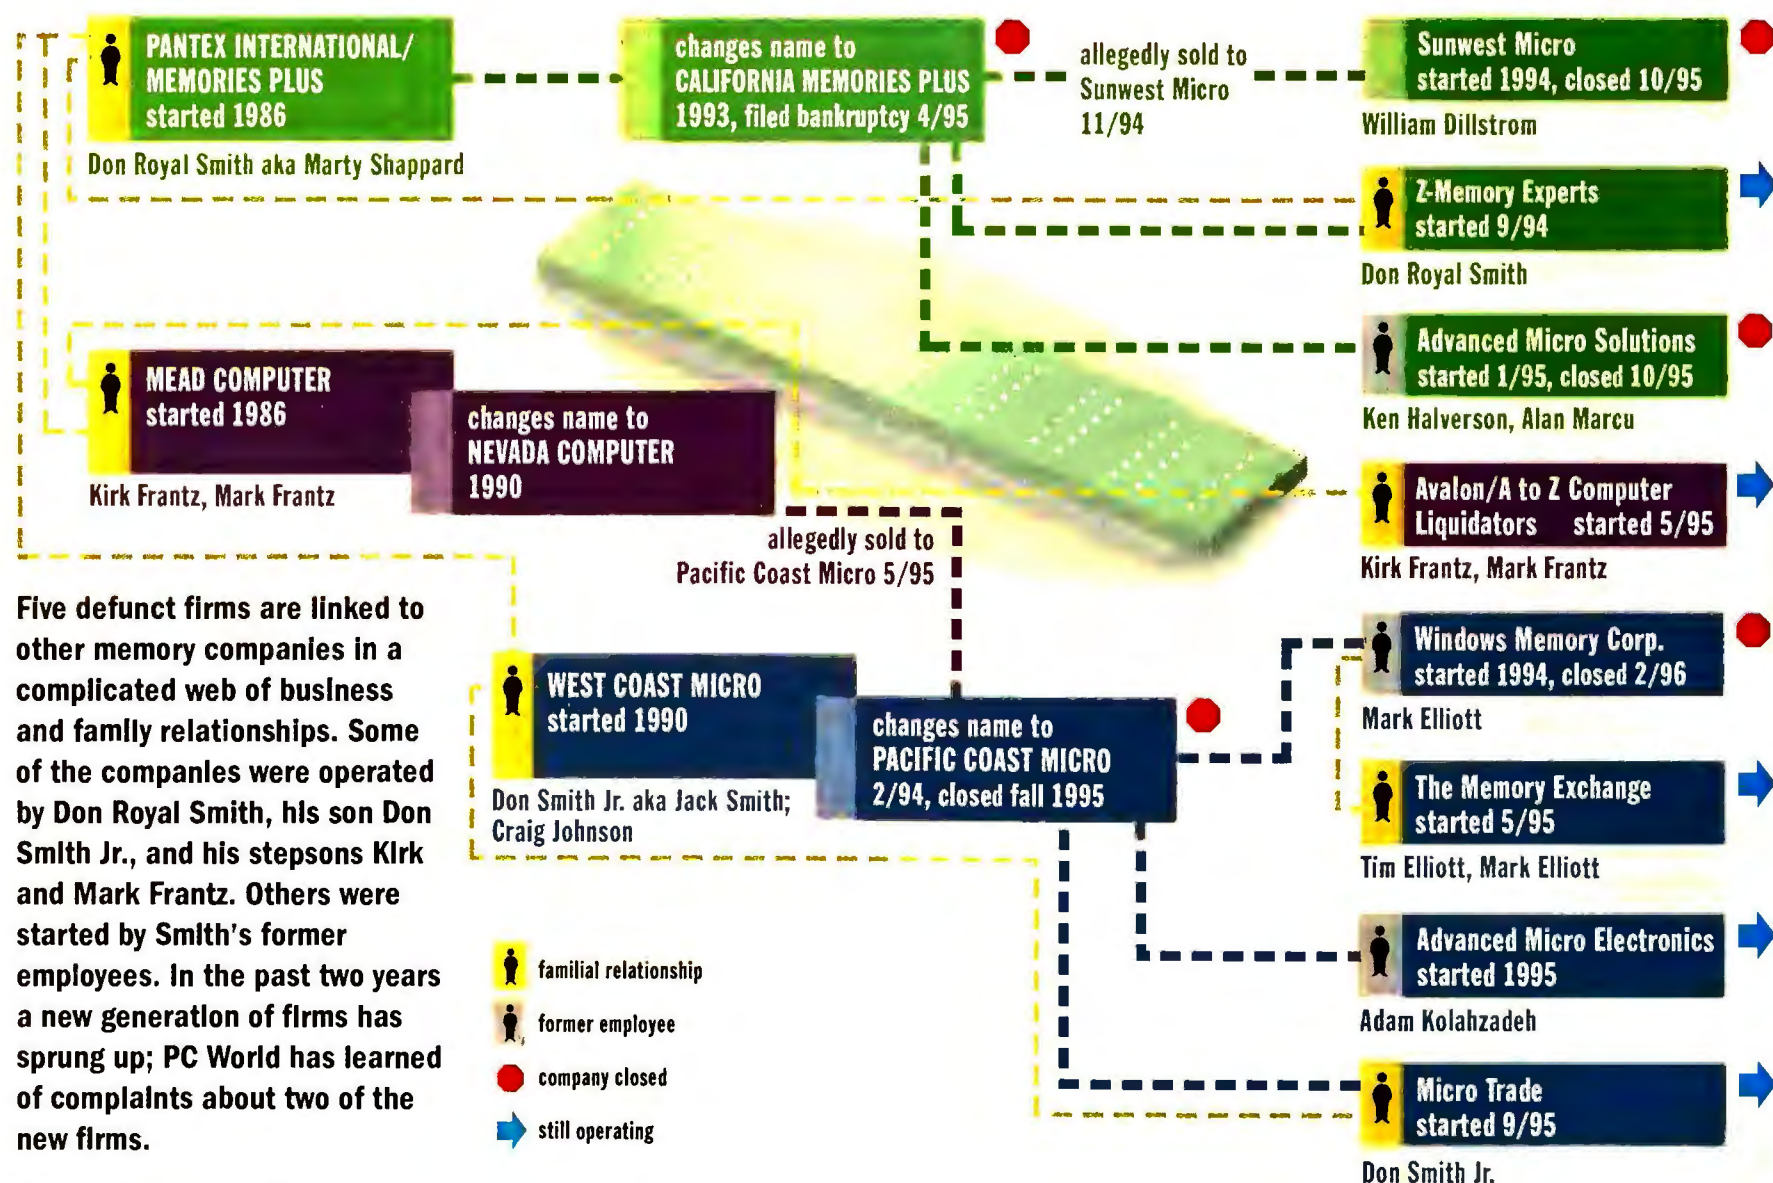 PANTEX INTERNATIONAL/
MEMORIES PLUS
started 1986
Don Royal Smith aka Marty Shappard
changes name to
CALIFORNIA MEMORIES PLUS
1993, filed bankruptcy 4/95
allegedly sold to
Sunwest Micro
11/94
Sunwest Micro
started 1994, closed 10/95
William Dillstrom
Z-Memory Experts
started 9/94
Don Royal Smith
Advanced Micro Solutions
started 1/95, closed 10/95
Ken Halverson, Alan Marcu
MEAD COMPUTER
started 1986
Kirk Frantz, Mark Frantz
changes name to
NEVADA COMPUTER
1990
allegedly sold to
Pacific Coast Micro 5/95
Avalon/A to Z Computer
Liquidators started 5/95
Kirk Frantz, Mark Frantz
WEST COAST MICRO
started 1990
Don Smith Jr. aka Jack Smith;
Craig Johnson
changes name to
PACIFIC COAST MICRO
2/94, closed fall 1995
Windows Memory Corp.
started 1994, closed 2/96
Mark Elliott
The Memory Exchange
started 5/95
Tim Elliott, Mark Elliott
Advanced Micro Electronics
started 1995
Adam Kolahzadeh
Micro Trade
started 9/95
Don Smith Jr.
Five defunct firms are linked to
other memory companies in a
complicated web of business
and family relationships. Some
of the companies were operated
by Don Royal Smith, his son Don
Smith Jr., and his stepsons Kirk
and Mark Frantz. Others were
started by Smith's former
employees. In the past two years
a new generation of firms has
sprung up; PC World has learned
of complaints about two of the
new firms.
familial relationship
former employee
company closed
still operating